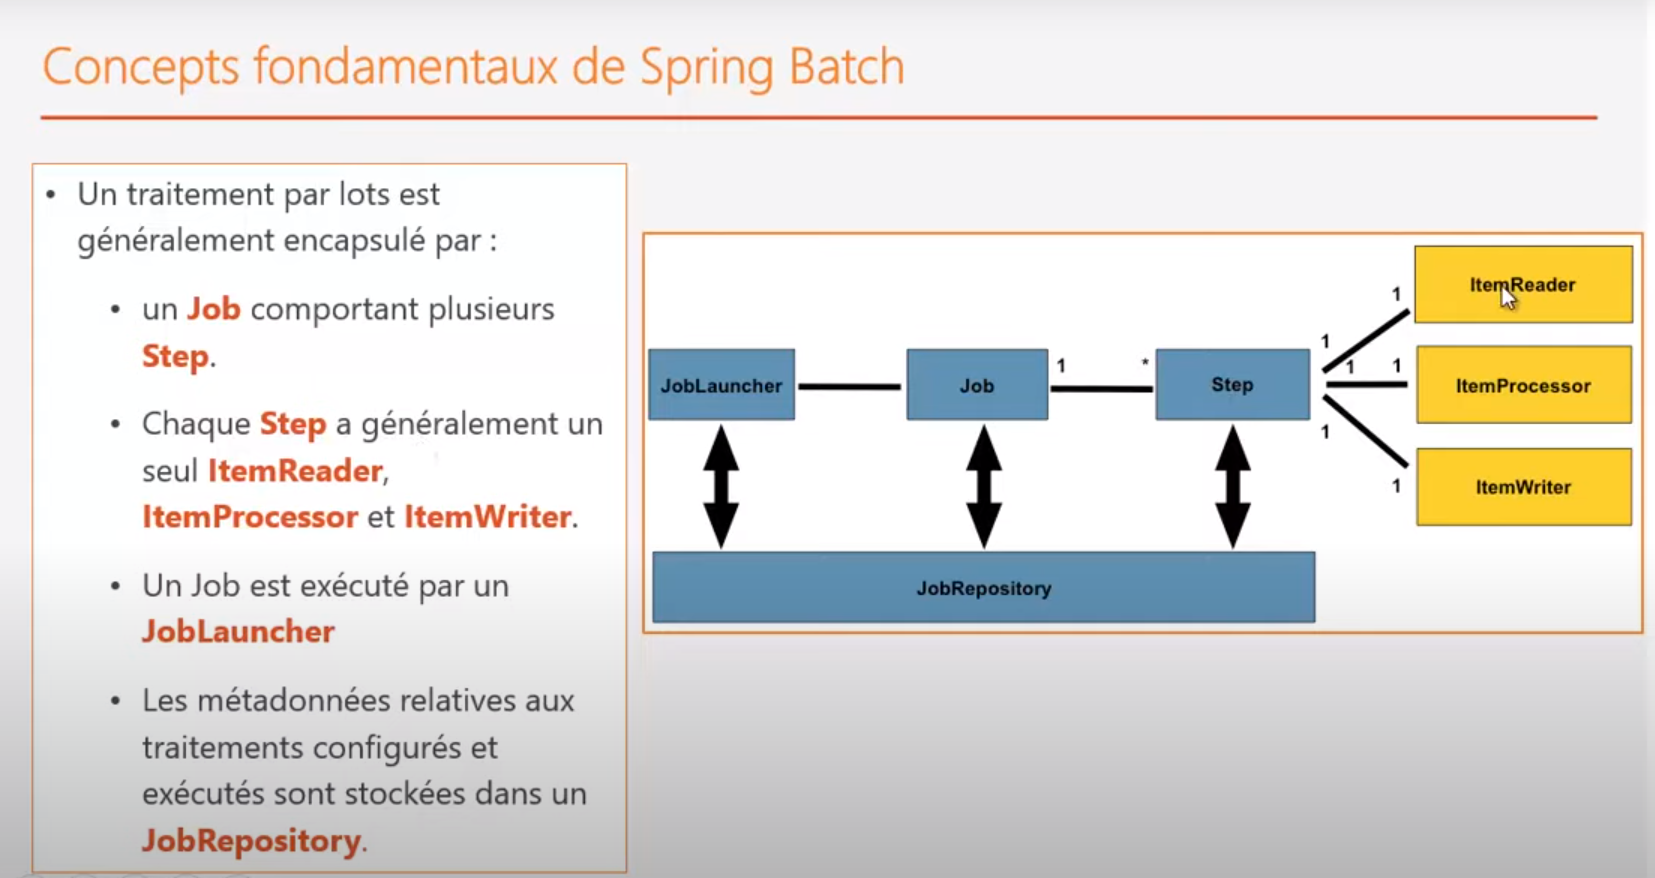 Concepts fondamentaux de Spring Batch
• Un traitement par lots est
généralement encapsulé par :
• un Job comportant plusieurs
Step.
• Chaque Step a généralement un
seul ItemReader,
ItemProcessor et ItemWriter.
• Un Job est exécuté par un
JobLauncher
• Les métadonnées relatives aux
traitements configurés et
exécutés sont stockées dans un
JobRepository.
JobLauncher
Job
1
*
Step
1
1
ItemReader
1
1
ItemProcessor
1
1
ItemWriter
JobRepository